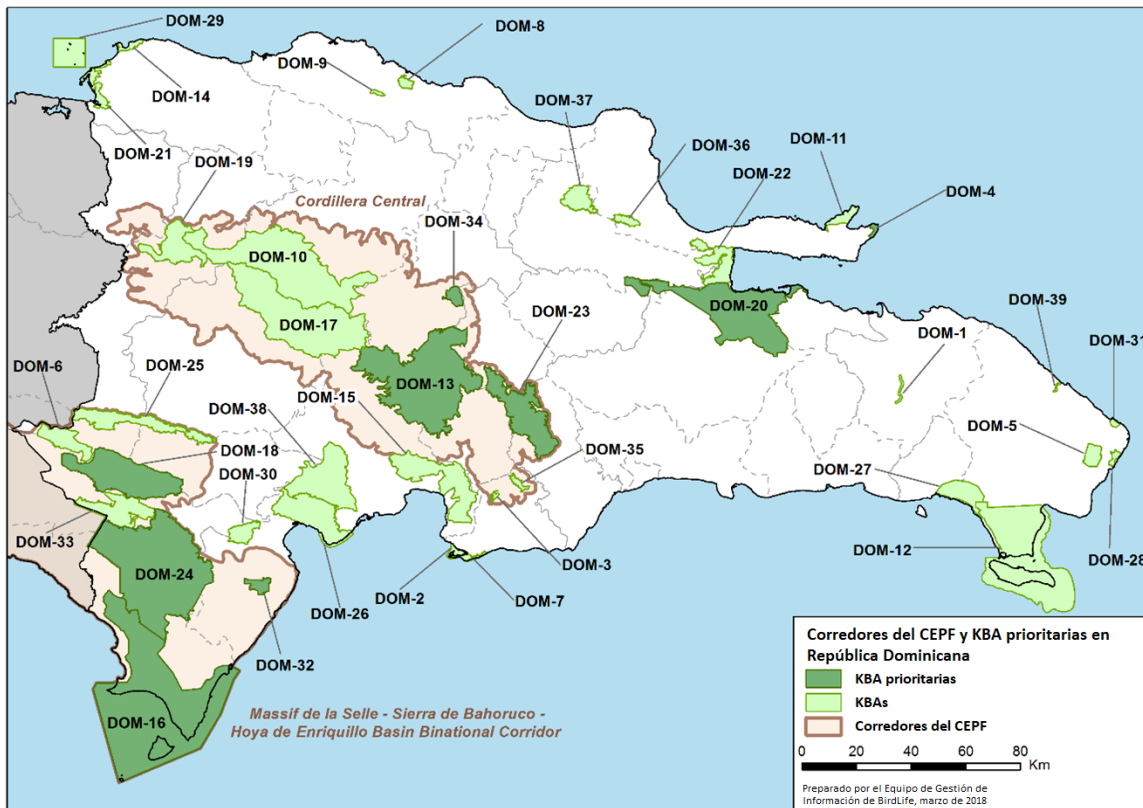 DOM-29
DOM-8
DOM-9
DOM-14
DOM-37
DOM-21
DOM-19
DOM-36
DOM-11
DOM-22
DOM-4
Cordillera Central
DOM-34
DOM-10
DOM-23
DOM-20
DOM-39
DOM-17
DOM-1
DOM-31
DOM-6
DOM-25
DOM-13
DOM-15
DOM-38
DOM-5
DOM-18
DOM-35
DOM-27
DOM-30
DOM-33
DOM-12
DOM-3
DOM-28
DOM-24
DOM-2
DOM-7
DOM-26
DOM-32
DOM-16
Massif de la Selle - Sierra de Bahoruco -
Hoya de Enriquillo Basin Binational Corridor
Corredores del CEPF y KBA prioritarias en
República Dominicana
KBA prioritarias
KBAs
Corredores del CEPF
0 20 40 60 80
Km
Preparado por el Equipo de Gestión de
Información de BirdLife, marzo de 2018